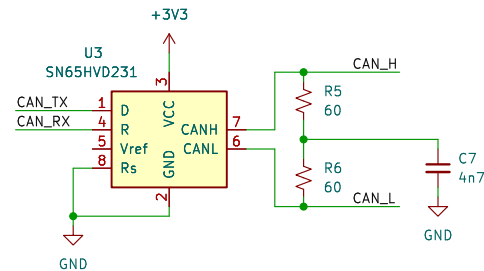 +3V3
U3
SN65HVD231
CAN_TX
CAN_RX
1 D
4 R
5 Vref
8 Rs
3 VCC
GND 2
CANH 7
CANL 6
GND
CAN_H
R5
60
R6
60
CAN_L
C7
4n7
GND